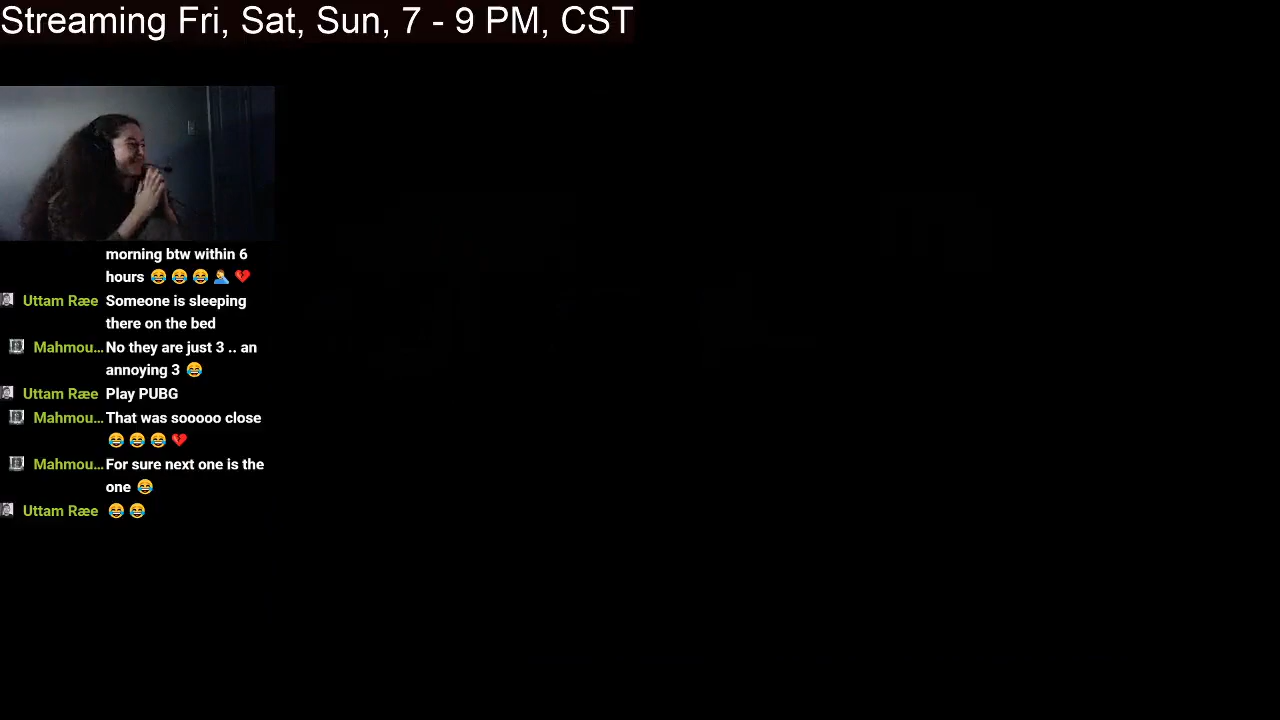 Streaming Fri, Sat, Sun, 7 - 9 PM, CST
morning btw within 6
hours 😂 😂 😂 🤦‍♂️ 💔
Uttam Ræe Someone is sleeping
there on the bed
Mahmou... No they are just 3 .. an
annoying 3 😂
Uttam Ræe Play PUBG
Mahmou... That was sooooo close
😂 😂 😂 💔
Mahmou... For sure next one is the
one 😂
Uttam Ræe 😂 😂